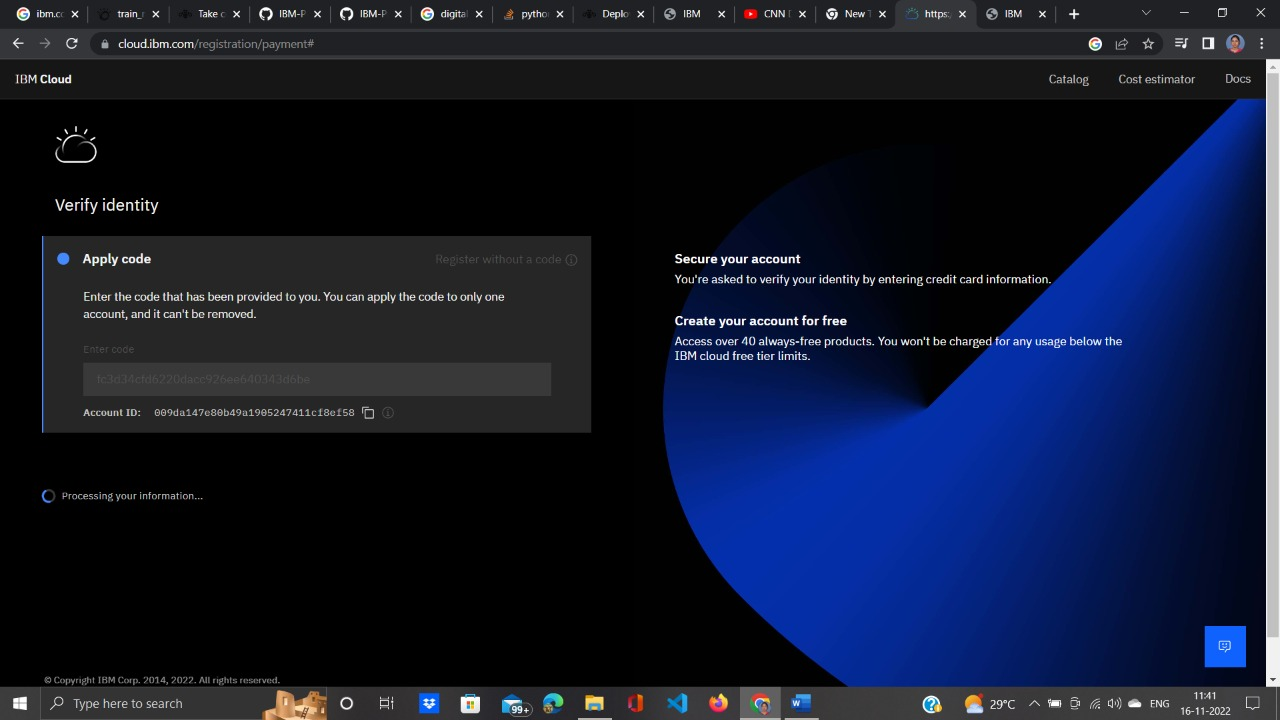 ibm.co
train_r
Take c
IBM-P
IBM-P
digital
python
Deplo
IBM
CNN D
New T
https:
IBM
cloud.ibm.com/registration/payment#
IBM Cloud
Catalog
Cost estimator
Docs
Verify identity
Apply code
Register without a code
Enter the code that has been provided to you. You can apply the code to only one
account, and it can't be removed.
Enter code
fc3d34cfd6220dacc926ee640343d6be
Account ID: 009da147e80b49a1905247411cf8ef58
Processing your information...
Secure your account
You're asked to verify your identity by entering credit card information.
Create your account for free
Access over 40 always-free products. You won't be charged for any usage below the
IBM cloud free tier limits.
© Copyright IBM Corp. 2014, 2022. All rights reserved.
Type here to search
99+
29°C
ENG
11:41
16-11-2022